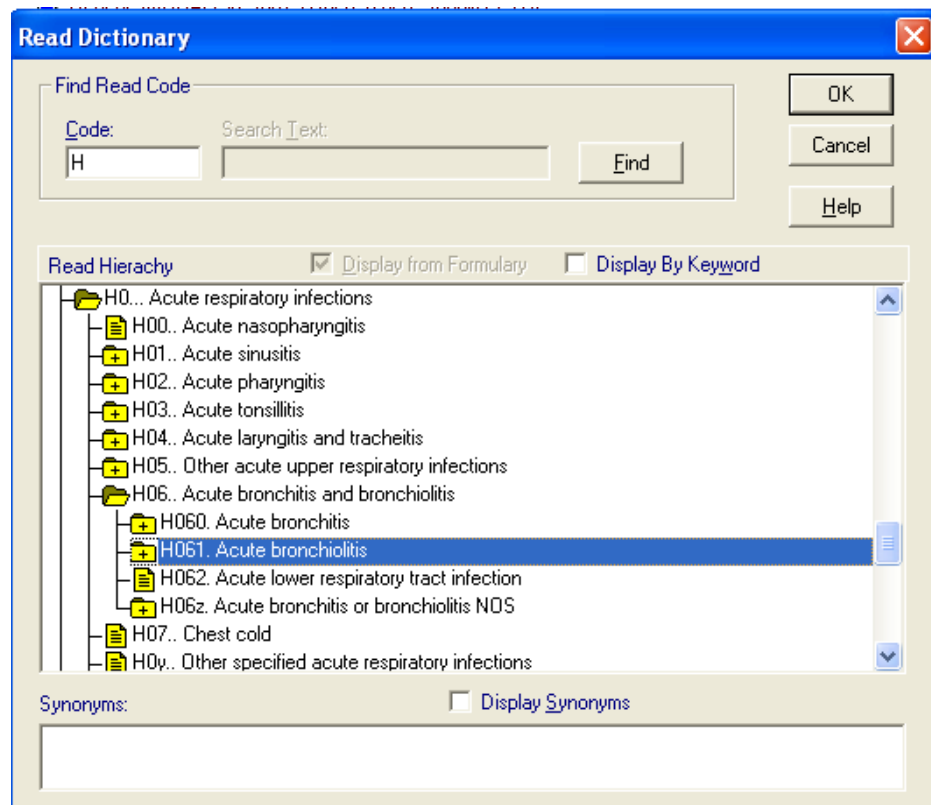 Read Dictionary
Find Read Code
OK
Code:
Search Text:
Cancel
H
Find
Help
Read Hierachy
Display from Formulary
Display By Keyword
H0... Acute respiratory infections
H00.. Acute nasopharyngitis
H01.. Acute sinusitis
H02.. Acute pharyngitis
H03.. Acute tonsillitis
H04.. Acute laryngitis and tracheitis
H05.. Other acute upper respiratory infections
H06.. Acute bronchitis and bronchiolitis
H060. Acute bronchitis
H061. Acute bronchiolitis
H062. Acute lower respiratory tract infection
H06z. Acute bronchitis or bronchiolitis NOS
H07.. Chest cold
H0y.. Other specified acute respiratory infections
Synonyms:
Display Synonyms